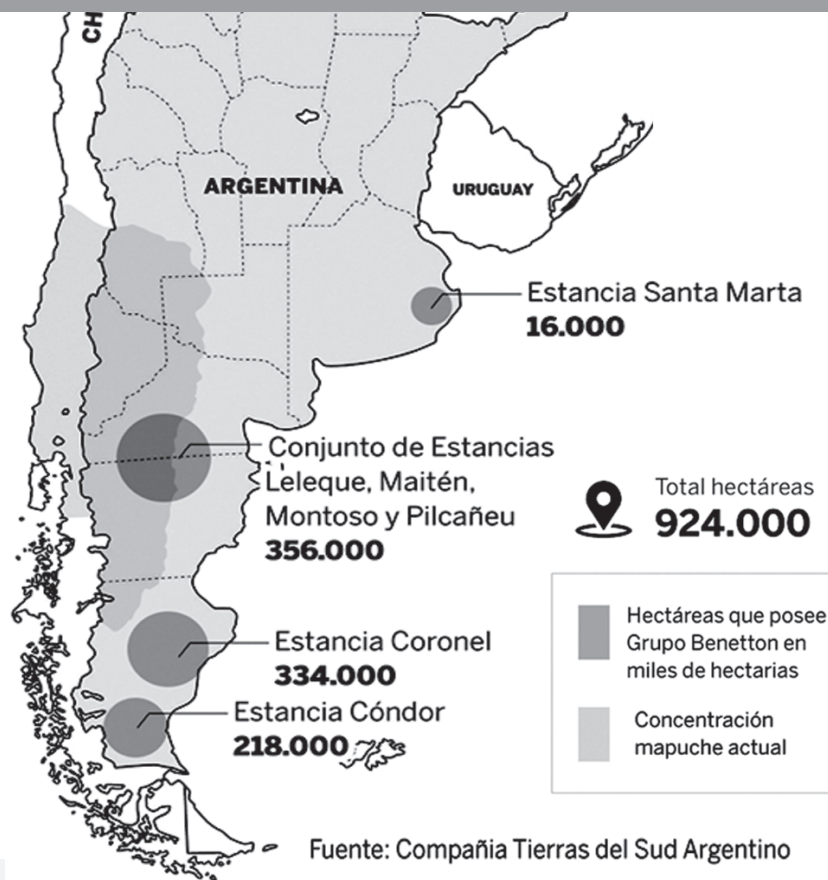 CH
ARGENTINA
URUGUAY
Estancia Santa Marta
16.000
Conjunto de Estancias
Leleque, Maitén,
Montoso y Pilcañeu
356.000
Total hectáreas
924.000
Hectáreas que posee
Grupo Benetton en
miles de hectarias
Estancia Coronel
334.000
Concentración
mapuche actual
Estancia Cóndor
218.000
Fuente: Compañia Tierras del Sud Argentino